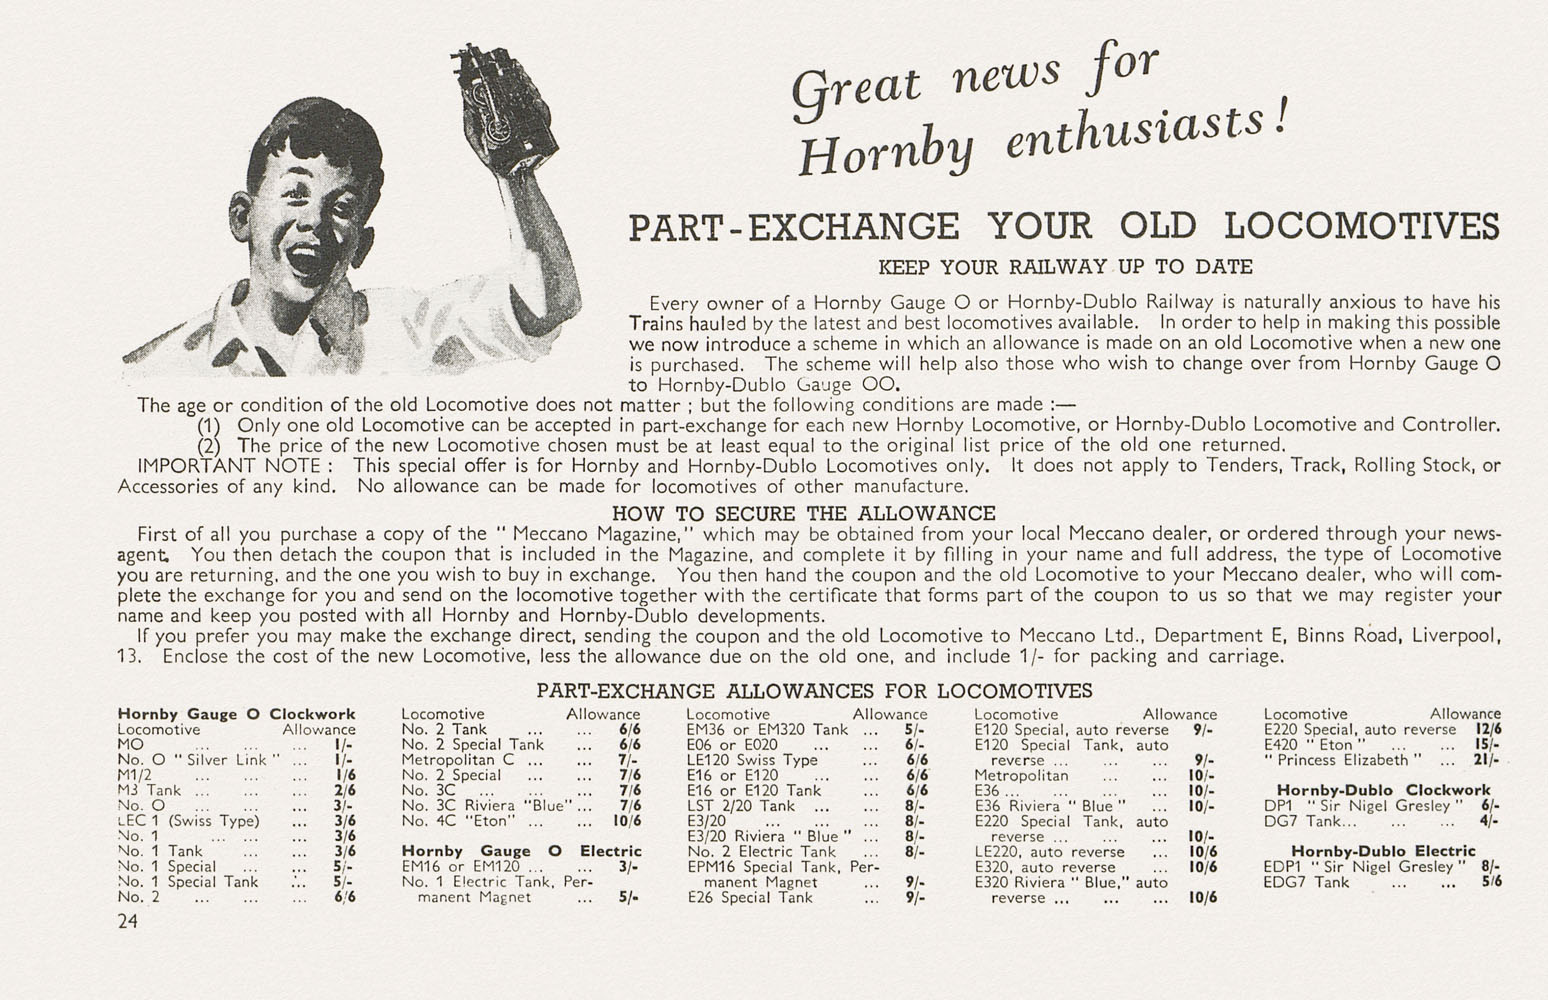 Great news for
Hornby enthusiasts!
PART-EXCHANGE YOUR OLD LOCOMOTIVES
KEEP YOUR RAILWAY UP TO DATE
Every owner of a Hornby Gauge O or Hornby-Dublo Railway is naturally anxious to have his
Trains hauled by the latest and best locomotives available. In order to help in making this possible
we now introduce a scheme in which an allowance is made on an old Locomotive when a new one
is purchased. The scheme will help also those who wish to change over from Hornby Gauge O
to Hornby-Dublo Gauge OO.
The age or condition of the old Locomotive does not matter ; but the following conditions are made :—
(1) Only one old Locomotive can be accepted in part-exchange for each new Hornby Locomotive, or Hornby-Dublo Locomotive and Controller.
(2) The price of the new Locomotive chosen must be at least equal to the original list price of the old one returned.
IMPORTANT NOTE : This special offer is for Hornby and Hornby-Dublo Locomotives only. It does not apply to Tenders, Track, Rolling Stock, or
Accessories of any kind. No allowance can be made for locomotives of other manufacture.
HOW TO SECURE THE ALLOWANCE
First of all you purchase a copy of the " Meccano Magazine," which may be obtained from your local Meccano dealer, or ordered through your news-
agent. You then detach the coupon that is included in the Magazine, and complete it by filling in your name and full address, the type of Locomotive
you are returning, and the one you wish to buy in exchange. You then hand the coupon and the old Locomotive to your Meccano dealer, who will com-
plete the exchange for you and send on the locomotive together with the certificate that forms part of the coupon to us so that we may register your
name and keep you posted with all Hornby and Hornby-Dublo developments.
If you prefer you may make the exchange direct, sending the coupon and the old Locomotive to Meccano Ltd., Department E, Binns Road, Liverpool,
13. Enclose the cost of the new Locomotive, less the allowance due on the old one, and include 1/- for packing and carriage.
PART-EXCHANGE ALLOWANCES FOR LOCOMOTIVES
Hornby Gauge O Clockwork
Locomotive Allowance
MO ... ... ... 1/-
No. O " Silver Link " ... 1/-
M1/2 ... ... ... 1/6
M3 Tank ... ... ... 2/6
No. O ... ... ... 3/-
LEC 1 (Swiss Type) ... 3/6
No. 1 ... ... ... 3/6
No. 1 Tank ... ... 3/6
No. 1 Special ... ... 5/-
No. 1 Special Tank ... 5/-
No. 2 ... ... ... 6/6
Locomotive Allowance
No. 2 Tank ... ... 6/6
No. 2 Special Tank ... 6/6
Metropolitan C ... ... 7/-
No. 2 Special ... ... 7/6
No. 3C ... ... 7/6
No. 3C Riviera "Blue" ... 7/6
No. 4C "Eton" ... ... 10/6
Hornby Gauge O Electric
EM16 or EM120 ... ... 3/-
No. 1 Electric Tank, Per-
manent Magnet ... 5/-
Locomotive Allowance
EM36 or EM320 Tank ... 5/-
E06 or E020 ... ... 6/-
LE120 Swiss Type ... 6/6
E16 or E120 ... ... 6/6
E16 or E120 Tank ... 6/6
LST 2/20 Tank ... ... 8/-
E3/20 ... ... ... 8/-
E3/20 Riviera " Blue " ... 8/-
No. 2 Electric Tank ... 8/-
EPM16 Special Tank, Per-
manent Magnet ... 9/-
E26 Special Tank ... 9/-
Locomotive Allowance
E120 Special, auto reverse 9/-
E120 Special Tank, auto
reverse ... ... ... 9/-
Metropolitan ... ... 10/-
E36 ... ... ... ... 10/-
E36 Riviera " Blue " ... 10/-
E220 Special Tank, auto
reverse ... ... ... 10/-
LE220, auto reverse ... 10/6
E320, auto reverse ... 10/6
E320 Riviera " Blue," auto
reverse ... ... ... 10/6
Locomotive Allowance
E220 Special, auto reverse 12/6
E420 " Eton " ... ... 15/-
" Princess Elizabeth " ... 21/-
Hornby-Dublo Clockwork
DP1 " Sir Nigel Gresley " 6/-
DG7 Tank... ... ... 4/-
Hornby-Dublo Electric
EDP1 " Sir Nigel Gresley " 8/-
EDG7 Tank ... ... 5/6
24